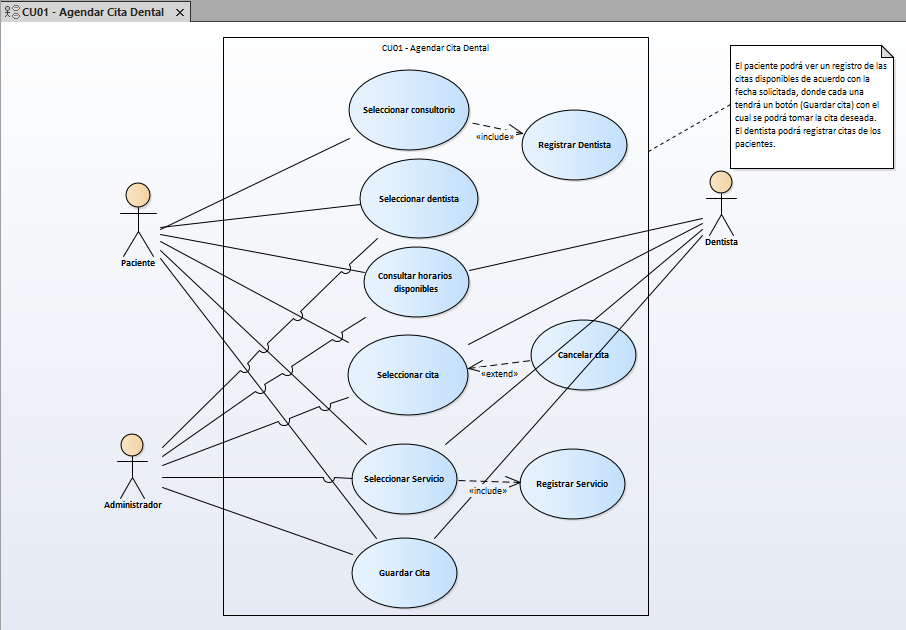 CU01 - Agendar Cita Dental
CU01 - Agendar Cita Dental
El paciente podrá ver un registro de las
citas disponibles de acuerdo con la
fecha solicitada, donde cada una
tendrá un botón (Guardar cita) con el
cual se podrá tomar la cita deseada.
El dentista podrá registrar citas de los
pacientes.
Seleccionar consultorio
«include»
Registrar Dentista
Seleccionar dentista
Dentista
Paciente
Consultar horarios
disponibles
Cancelar cita
Seleccionar cita
«extend»
Seleccionar Servicio
«include»
Registrar Servicio
Administrador
Guardar Cita